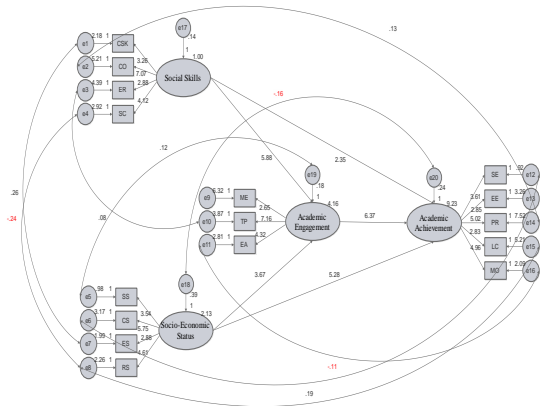 .13
e17
.14
1
1.00
Social Skills
e1 2.18 1 CSK
e2 5.21 1 CO
e3 4.39 1 ER
e4 2.92 1 SC
3.26
7.07
2.88
4.12
-.16
.12
5.88
2.35
.26
-.24
.08
e19
.18
1
4.16
Academic
Engagement
e9 6.32 1 ME
e10 3.87 1 TP
e11 2.81 1 EA
2.65
7.16
4.32
e20
.24
1
9.23
Academic
Achievement
6.37
SE 1 .92 e12
EE 1 3.26 e13
PR 1 7.52 e14
LC 1 5.21 e15
MO 1 2.09 e16
3.61
2.85
5.02
2.83
4.96
3.67
5.28
e18
.39
1
2.13
Socio-Economic
Status
e5 .98 1 SS
e6 3.17 1 CS
e7 1.99 1 ES
e8 2.26 1 RS
3.54
5.75
2.88
4.61
-.11
.19